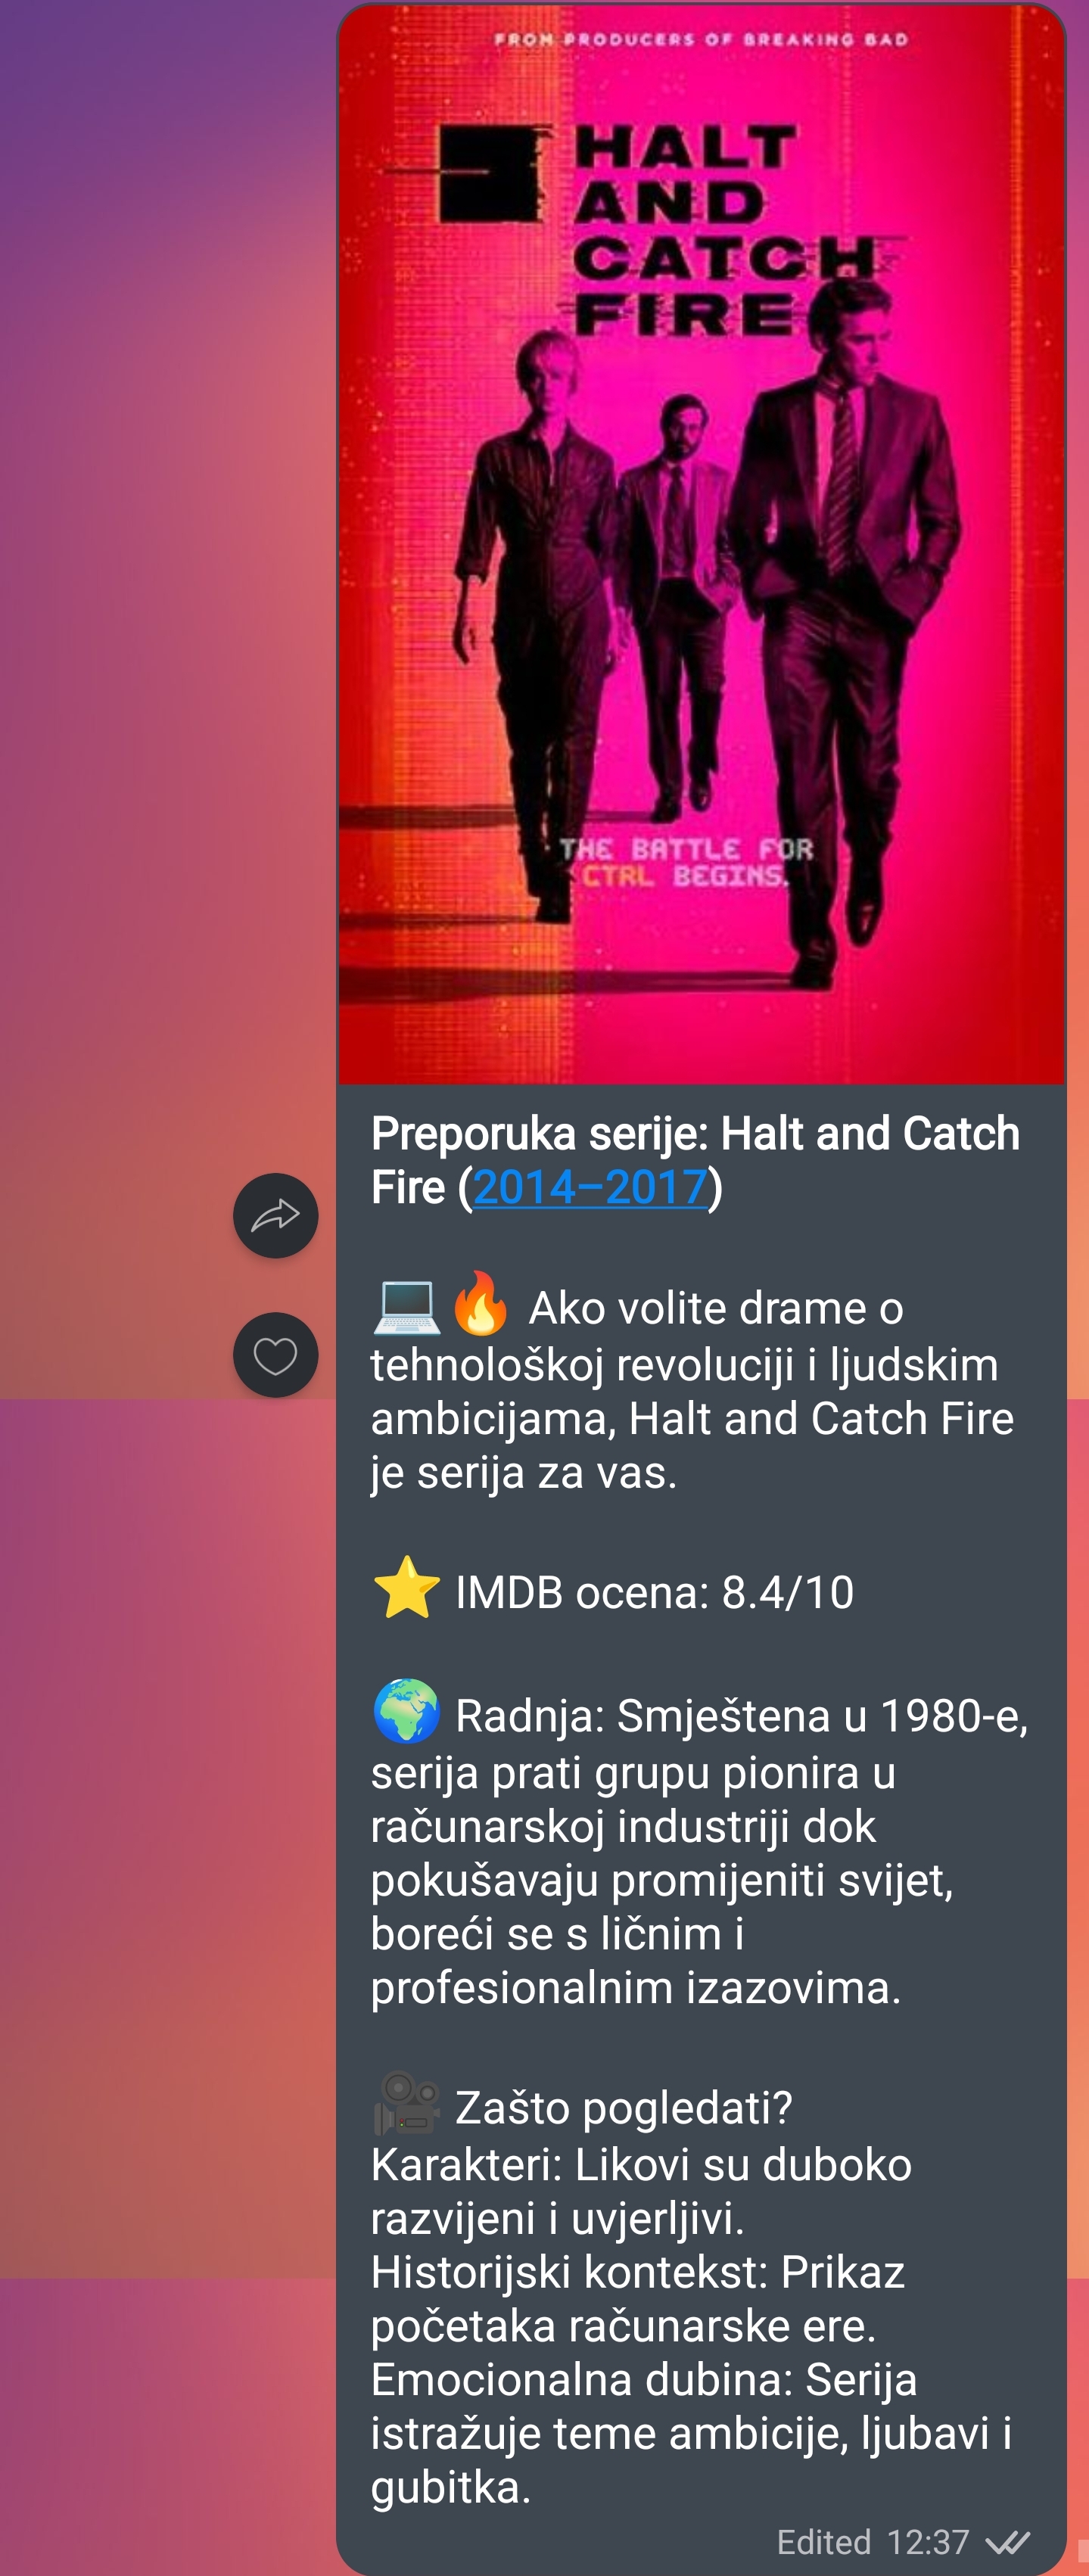 FROM PRODUCERS OF BREAKING BAD
HALT
AND
CATCH
FIRE
THE BATTLE FOR
CTRL BEGINS.
Preporuka serije: Halt and Catch
Fire (2014–2017)
💻🔥 Ako volite drame o
tehnološkoj revoluciji i ljudskim
ambicijama, Halt and Catch Fire
je serija za vas.
⭐ IMDB ocena: 8.4/10
🌍 Radnja: Smještena u 1980-e,
serija prati grupu pionira u
računarskoj industriji dok
pokušavaju promijeniti svijet,
boreći se s ličnim i
profesionalnim izazovima.
🎥 Zašto pogledati?
Karakteri: Likovi su duboko
razvijeni i uvjerljivi.
Historijski kontekst: Prikaz
početaka računarske ere.
Emocionalna dubina: Serija
istražuje teme ambicije, ljubavi i
gubitka.
Edited 12:37